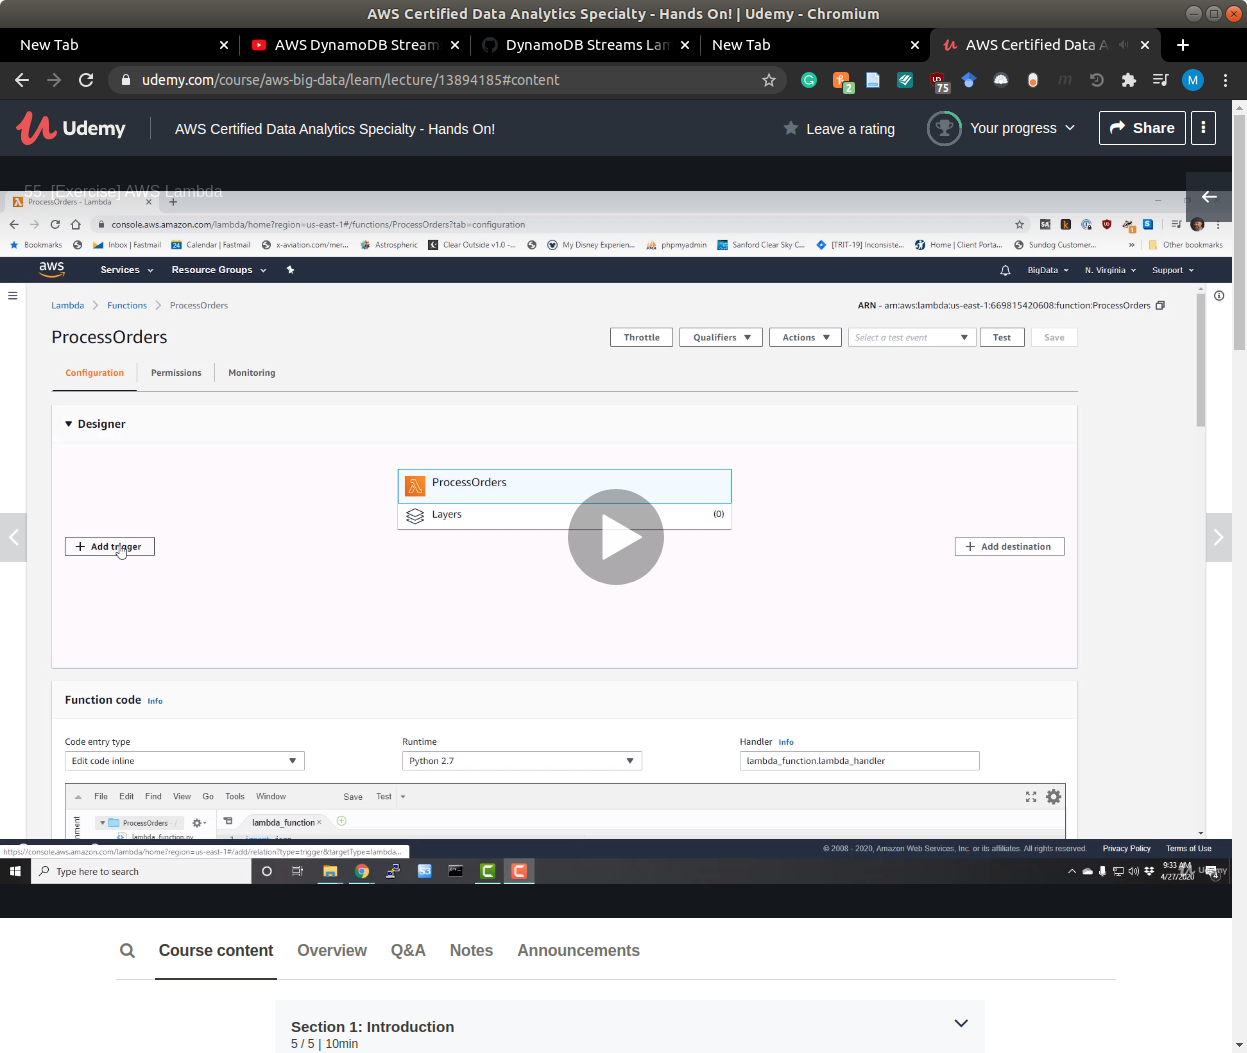 AWS Certified Data Analytics Specialty - Hands On! | Udemy - Chromium
New Tab
AWS DynamoDB Stream
DynamoDB Streams Lam
New Tab
AWS Certified Data A
udemy.com/course/aws-big-data/learn/lecture/13894185#content
2
75
M
Udemy
AWS Certified Data Analytics Specialty - Hands On!
Leave a rating
Your progress
Share
55. [Exercise] AWS Lambda
ProcessOrders - Lambda
console.aws.amazon.com/lambda/home?region=us-east-1#/functions/ProcessOrders?tab=configuration
Bookmarks
Inbox | Fastmail
24
Calendar | Fastmail
x-aviation.com/mer...
Astrospheric
Clear Outside v1.0 -...
My Disney Experien...
phpmyadmin
Sanford Clear Sky C...
[TRIT-19] Inconsiste...
Home | Client Porta...
Sundog Customer...
Other bookmarks
aws
Services
Resource Groups
BigData
N. Virginia
Support
Lambda
Functions
ProcessOrders
ARN - arn:aws:lambda:us-east-1:669815420608:function:ProcessOrders
ProcessOrders
Throttle
Qualifiers
Actions
Select a test event
Test
Save
Configuration
Permissions
Monitoring
Designer
ProcessOrders
Layers
(0)
+ Add trigger
+ Add destination
Function code Info
Code entry type
Runtime
Handler Info
Edit code inline
Python 2.7
lambda_function.lambda_handler
File
Edit
Find
View
Go
Tools
Window
Save
Test
ProcessOrders - /
lambda_function
lambda_function.py
1
import json
https://console.aws.amazon.com/lambda/home?region=us-east-1#/add/relation?type=trigger&targetType=lambda...
© 2008 - 2020, Amazon Web Services, Inc. or its affiliates. All rights reserved.
Privacy Policy
Terms of Use
Type here to search
9:33 AM
4/27/2020
Course content
Overview
Q&A
Notes
Announcements
Section 1: Introduction
5 / 5 | 10min